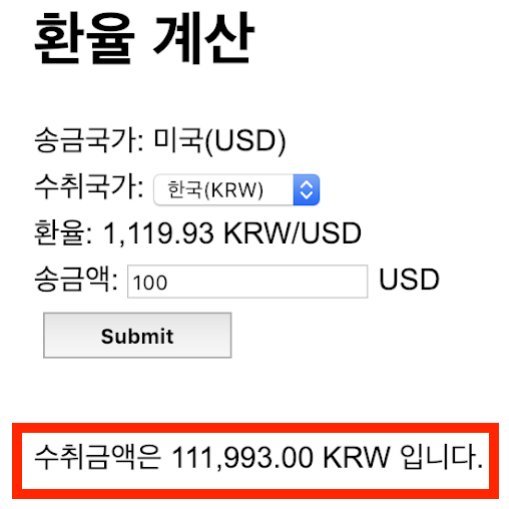 환율 계산
송금국가: 미국(USD)
수취국가: 한국(KRW)
환율: 1,119.93 KRW/USD
송금액: 100 USD
Submit
수취금액은 111,993.00 KRW 입니다.